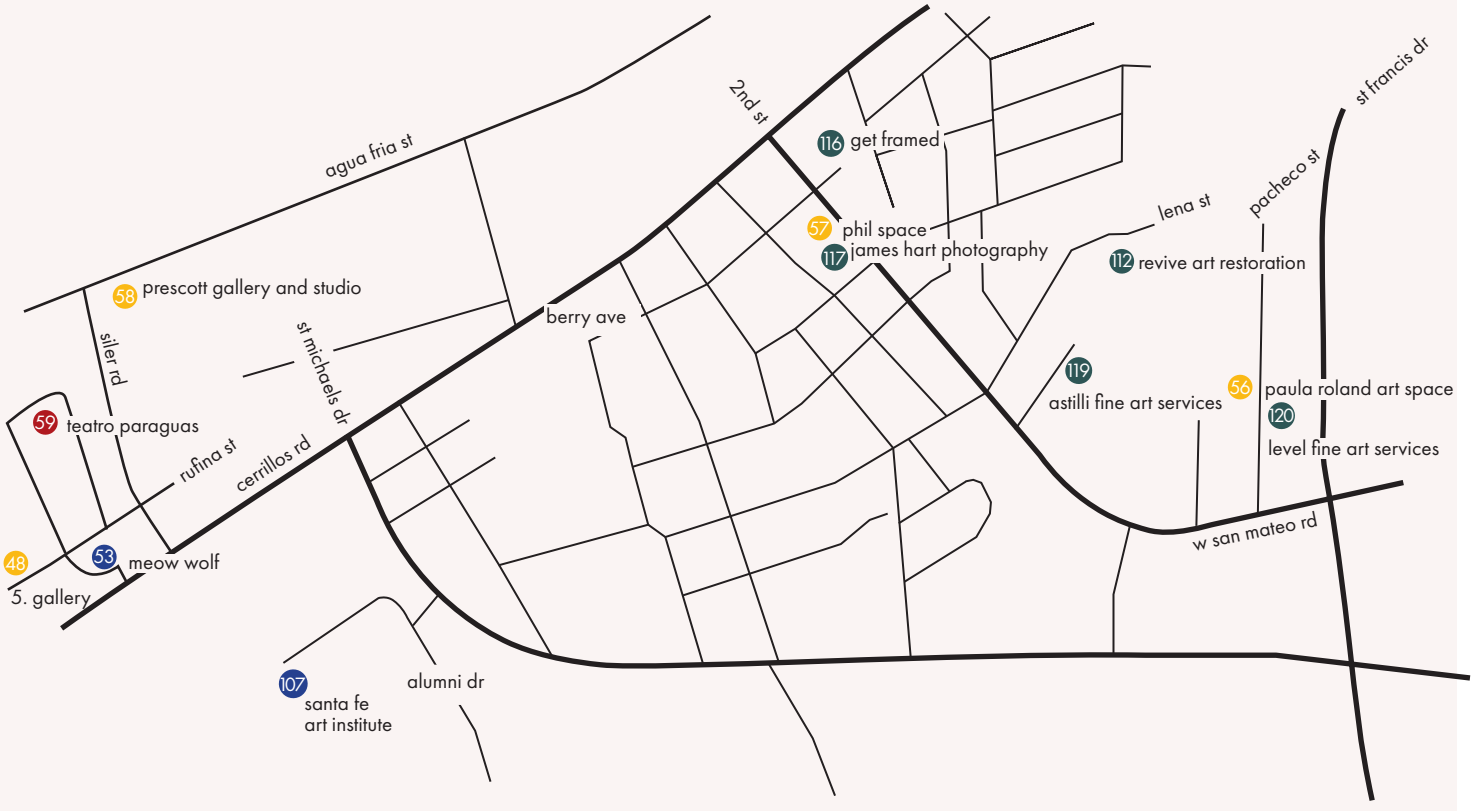 st francis dr
2nd st
agua fria st
116 get framed
pacheco st
lena st
57 phil space
117 james hart photography
112 revive art restoration
58 prescott gallery and studio
berry ave
siler rd
st michaels dr
119
astilli fine art services
56 paula roland art space
120
level fine art services
59 teatro paraguas
rufina st
cerrillos rd
w san mateo rd
48
5. gallery
53 meow wolf
107
santa fe
art institute
alumni dr